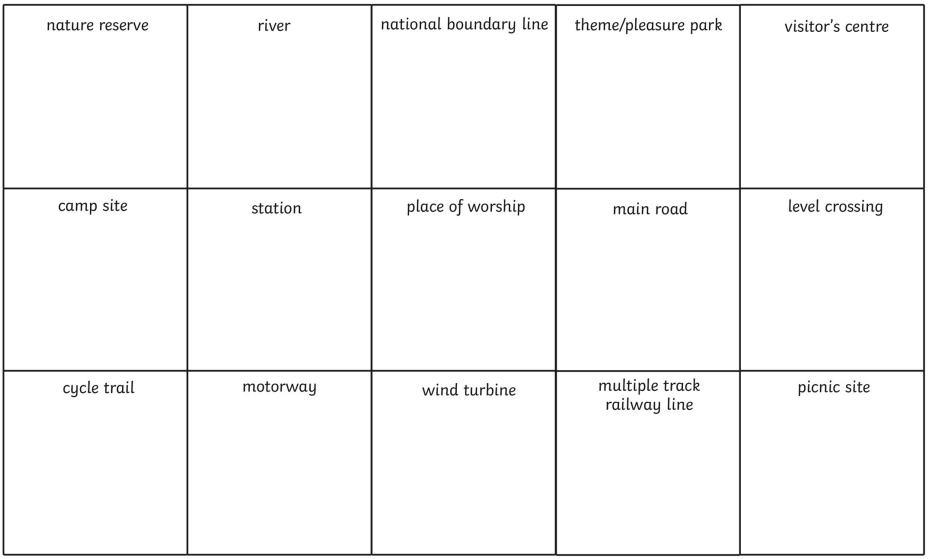 nature reserve
river
national boundary line
theme/pleasure park
visitor's centre
camp site
station
place of worship
main road
level crossing
cycle trail
motorway
wind turbine
multiple track
railway line
picnic site